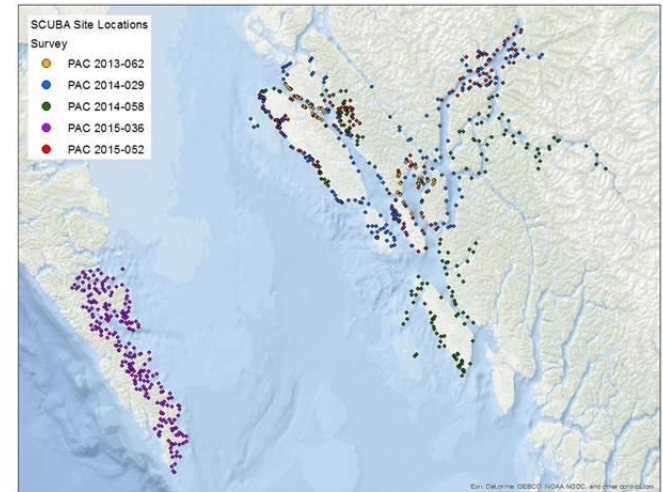 SCUBA Site Locations
Survey
PAC 2013-062
PAC 2014-029
PAC 2014-058
PAC 2015-036
PAC 2015-052
Esri, DeLorme, GEBCO, NOAA NGDC, and other contributors